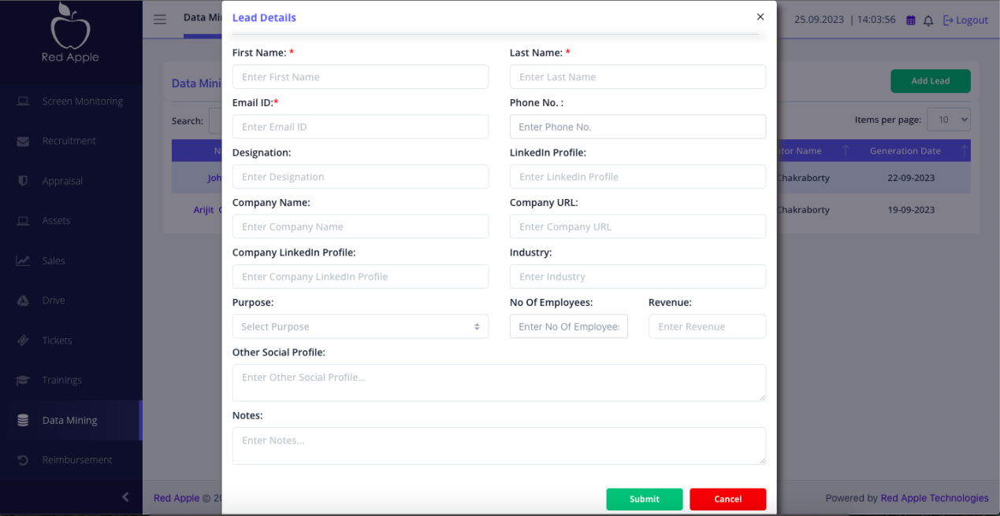 Red Apple
Screen Monitoring
Recruitment
Appraisal
Assets
Sales
Drive
Tickets
Trainings
Data Mining
Reimbursement
Data Mi
25.09.2023 | 14:03:56 Logout
Data Mini
Add Lead
Search:
Items per page: 10
N
itor Name Generation Date
Joh
Chakraborty 22-09-2023
Arijit C
Chakraborty 19-09-2023
Lead Details
×
First Name: * Last Name: *
Enter First Name Enter Last Name
Email ID:* Phone No. :
Enter Email ID Enter Phone No.
Designation: LinkedIn Profile:
Enter Designation Enter Linkedin Profile
Company Name: Company URL:
Enter Company Name Enter Company URL
Company LinkedIn Profile: Industry:
Enter Company LinkedIn Profile Enter Industry
Purpose: No Of Employees: Revenue:
Select Purpose Enter No Of Employee Enter Revenue
Other Social Profile:
Enter Other Social Profile...
Notes:
Enter Notes...
Submit Cancel
Red Apple © 20
Powered by Red Apple Technologies